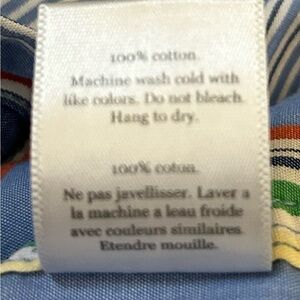 100% cotton.
Machine wash cold with
like colors. Do not bleach.
Hang to dry.
100% coton.
Ne pas javellisser. Laver a
la machine a leau froide
avec couleurs similaires.
Etendre mouille.